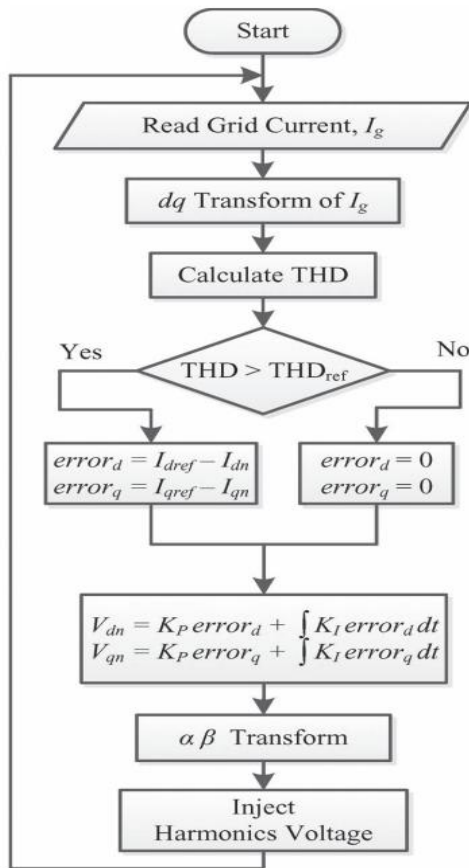 Start
Read Grid Current, I_g
dq Transform of I_g
Calculate THD
Yes
No
THD > THD_ref
error_d = I_dref − I_dn
error_q = I_qref − I_qn
error_d = 0
error_q = 0
V_dn = K_P error_d + ∫ K_I error_d dt
V_qn = K_P error_q + ∫ K_I error_q dt
α β Transform
Inject
Harmonics Voltage